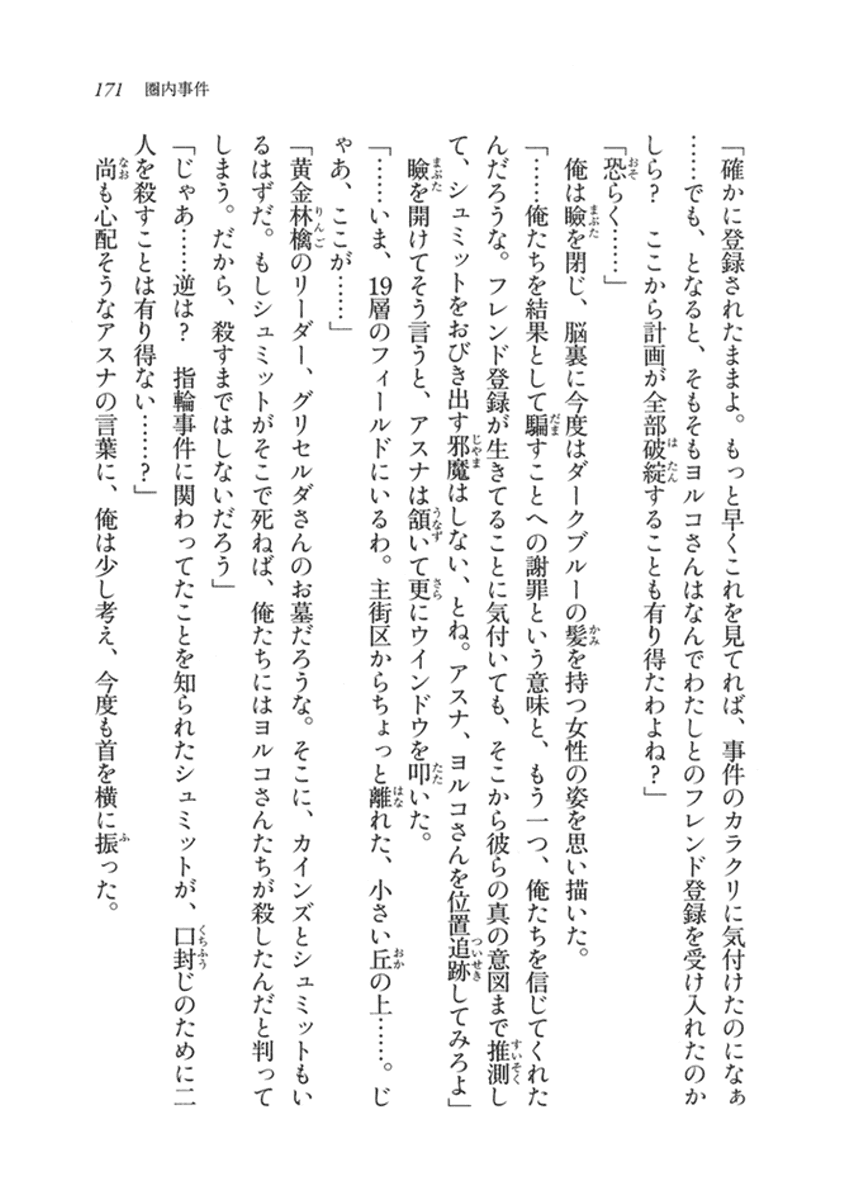 171 圏内事件
「確かに登録されたままよ。もっと早くこれを見てれば、事件のカラクリに気付けたのになぁ
……でも、となると、そもそもヨルコさんはなんでわたしとのフレンド登録を受け入れたのか
しら？　ここから計画が全部破綻することも有り得たわよね？」
「恐らく……」
俺は瞼を閉じ、脳裏に今度はダークブルーの髪を持つ女性の姿を思い描いた。
「……俺たちを結果として騙すことへの謝罪という意味と、もう一つ、俺たちを信じてくれた
んだろうな。フレンド登録が生きてることに気付いても、そこから彼らの真の意図まで推測し
て、シュミットをおびき出す邪魔はしない、とね。アスナ、ヨルコさんを位置追跡してみろよ」
瞼を開けてそう言うと、アスナは頷いて更にウインドウを叩いた。
「……いま、19層のフィールドにいるわ。主街区からちょっと離れた、小さい丘の上……。じ
ゃあ、ここが……」
「黄金林檎のリーダー、グリセルダさんのお墓だろうな。そこに、カインズとシュミットもい
るはずだ。もしシュミットがそこで死ねば、俺たちにはヨルコさんたちが殺したんだと判って
しまう。だから、殺すまではしないだろう」
「じゃあ……逆は？　指輪事件に関わってたことを知られたシュミットが、口封じのために二
人を殺すことは有り得ない……？」
尚も心配そうなアスナの言葉に、俺は少し考え、今度も首を横に振った。